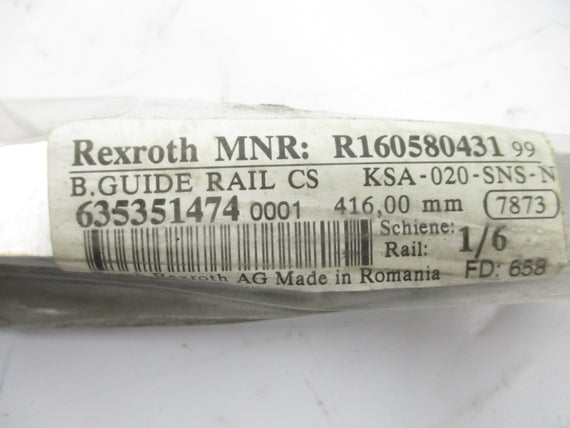 Rexroth MNR: R160580431 99
B.GUIDE RAIL CS KSA-020-SNS-N
635351474 0001 416,00 mm 7873
Schiene:
Rail: 1/6
Rexroth AG Made in Romania FD: 658